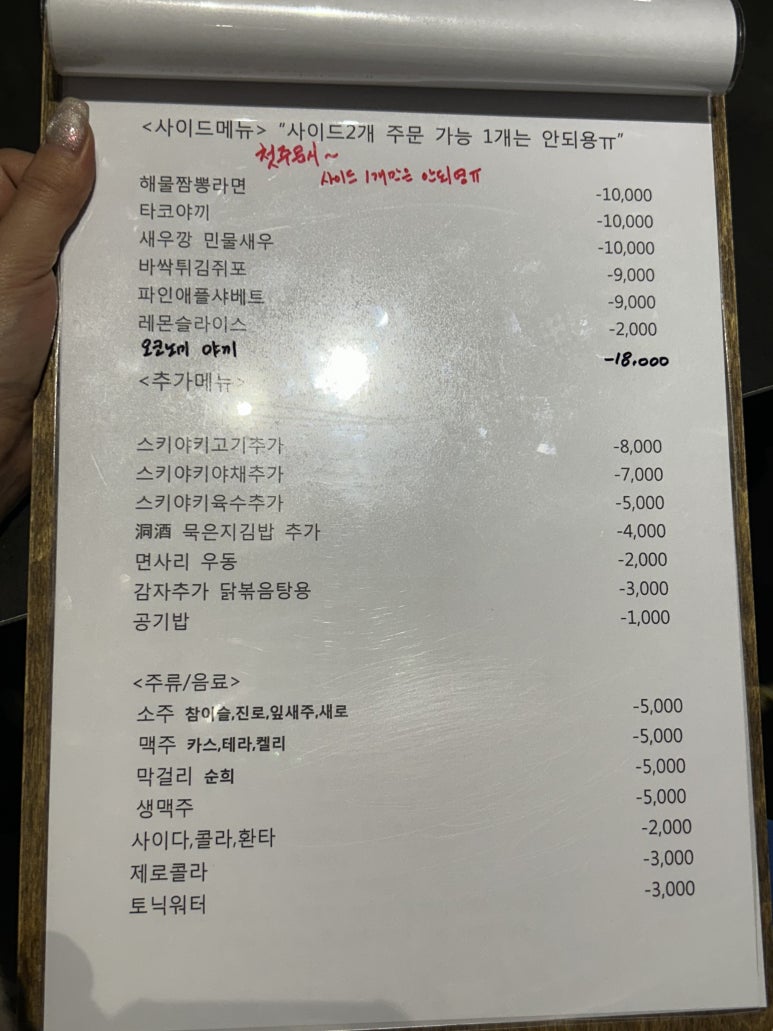 <사이드메뉴> "사이드2개 주문 가능 1개는 안되용ㅠ"
첫주문시~
사이드 1개만은 안되영ㅠ
해물짬뽕라면 -10,000
타코야끼 -10,000
새우깡 민물새우 -10,000
바싹튀김쥐포 -9,000
파인애플샤베트 -9,000
레몬슬라이스 -2,000
오코노미 야끼 -18.000
<추가메뉴>
스키야키고기추가 -8,000
스키야키야채추가 -7,000
스키야키육수추가 -5,000
洞酒 묵은지김밥 추가 -4,000
면사리 우동 -2,000
감자추가 닭볶음탕용 -3,000
공기밥 -1,000
<주류/음료>
소주 참이슬,진로,잎새주,새로 -5,000
맥주 카스,테라,켈리 -5,000
막걸리 순희 -5,000
생맥주 -5,000
사이다,콜라,환타 -2,000
제로콜라 -3,000
토닉워터 -3,000